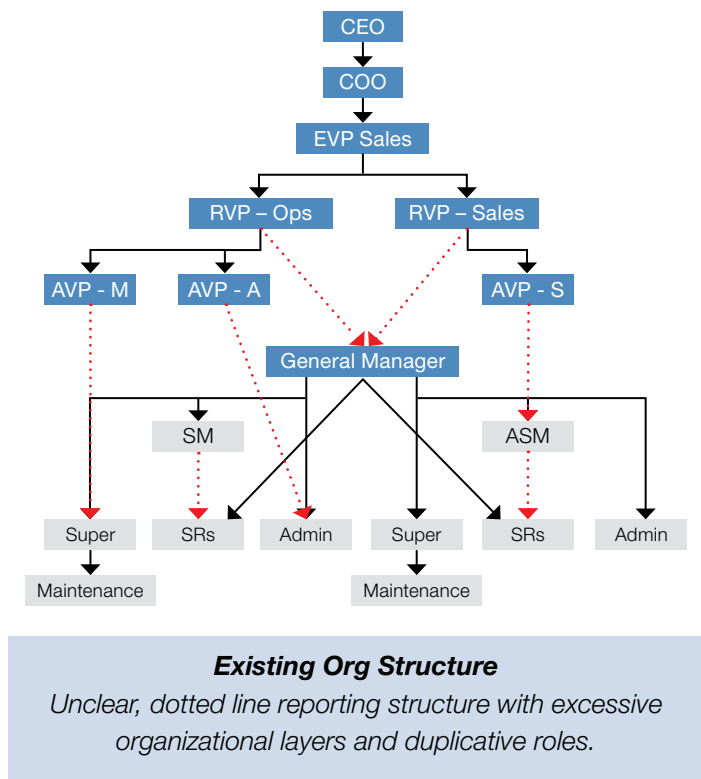 CEO
COO
EVP Sales
RVP – Ops
RVP – Sales
AVP - M
AVP - A
AVP - S
General Manager
SM
ASM
Super
SRs
Admin
Super
SRs
Admin
Maintenance
Maintenance
Existing Org Structure
Unclear, dotted line reporting structure with excessive
organizational layers and duplicative roles.